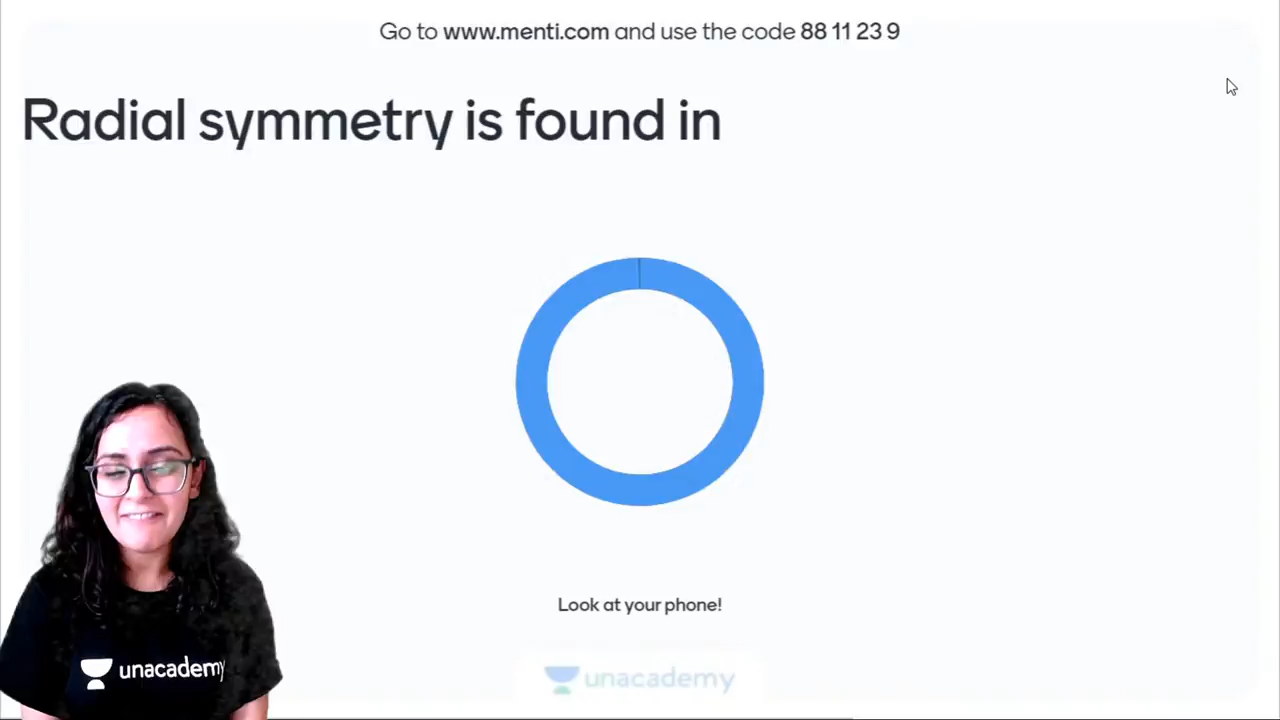 Go to www.menti.com and use the code 88 11 23 9
Radial symmetry is found in
Look at your phone!
unacademy
unacademy